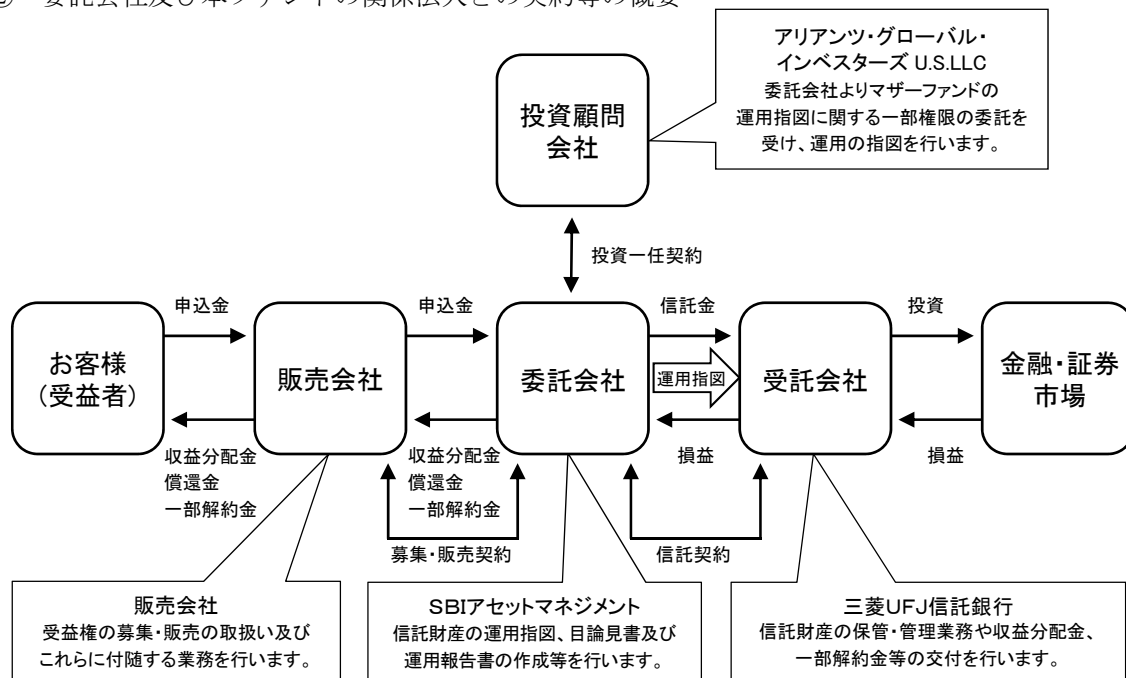 委託会社及び本ファンドの関係法人との契約等の概要
アリアンツ・グローバル・
インベスターズ U.S.LLC
委託会社よりマザーファンドの
運用指図に関する一部権限の委託を
受け、運用の指図を行います。
投資顧問
会社
投資一任契約
申込金
申込金
信託金
投資
お客様
(受益者)
販売会社
委託会社
運用指図
受託会社
金融・証券
市場
収益分配金
償還金
一部解約金
収益分配金
償還金
一部解約金
損益
損益
募集・販売契約
信託契約
販売会社
受益権の募集・販売の取扱い及び
これらに付随する業務を行います。
SBIアセットマネジメント
信託財産の運用指図、目論見書及び
運用報告書の作成等を行います。
三菱UFJ信託銀行
信託財産の保管・管理業務や収益分配金、
一部解約金等の交付を行います。